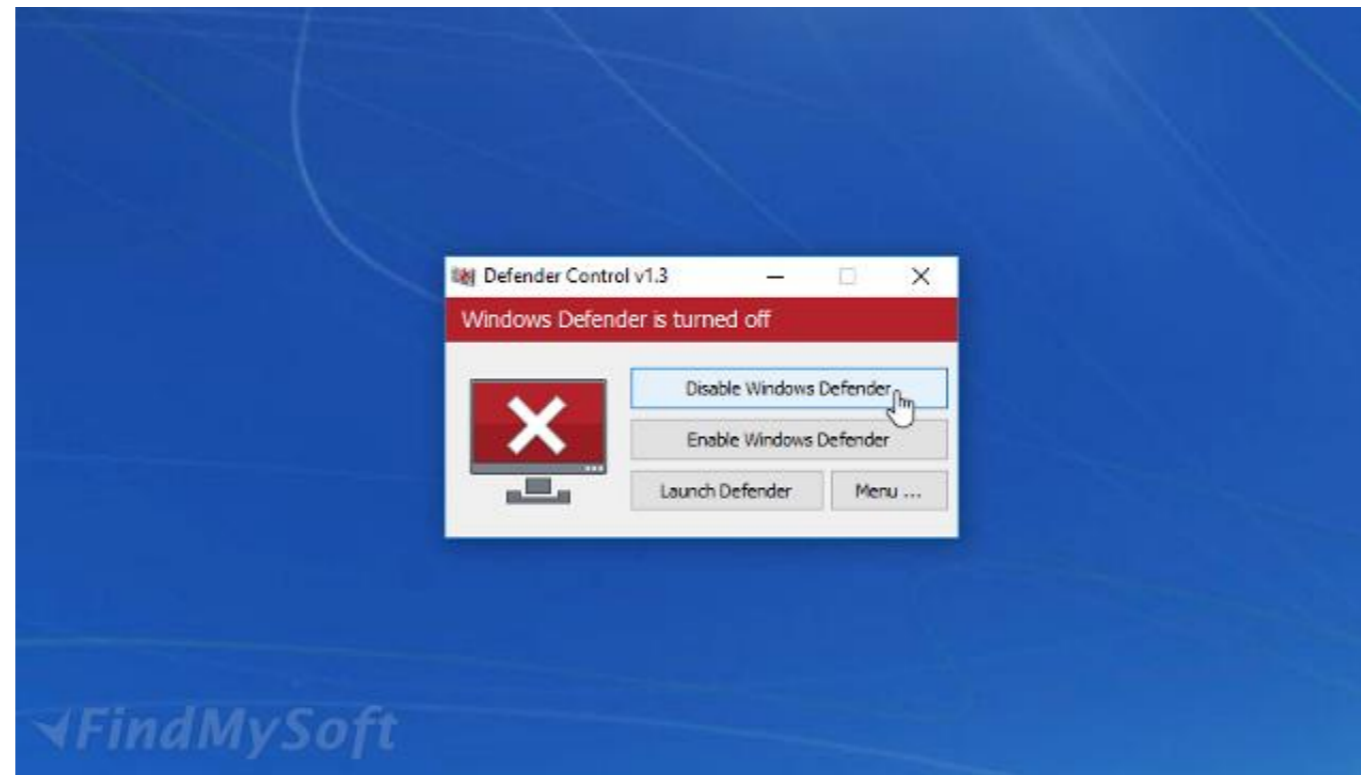 Defender Control v1.3
Windows Defender is turned off
Disable Windows Defender
Enable Windows Defender
Launch Defender
Menu ...
FindMySoft